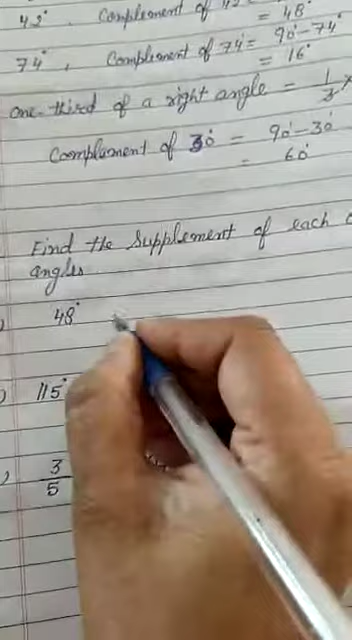 42°, Complement of 42° = 48°
74°, Complement of 74° = 90° - 74°
= 16°
one-third of a right angle = 1/3 ×
Complement of 30° = 90° - 30°
= 60°
Find the Supplement of each
angles
48°
115°
3/5